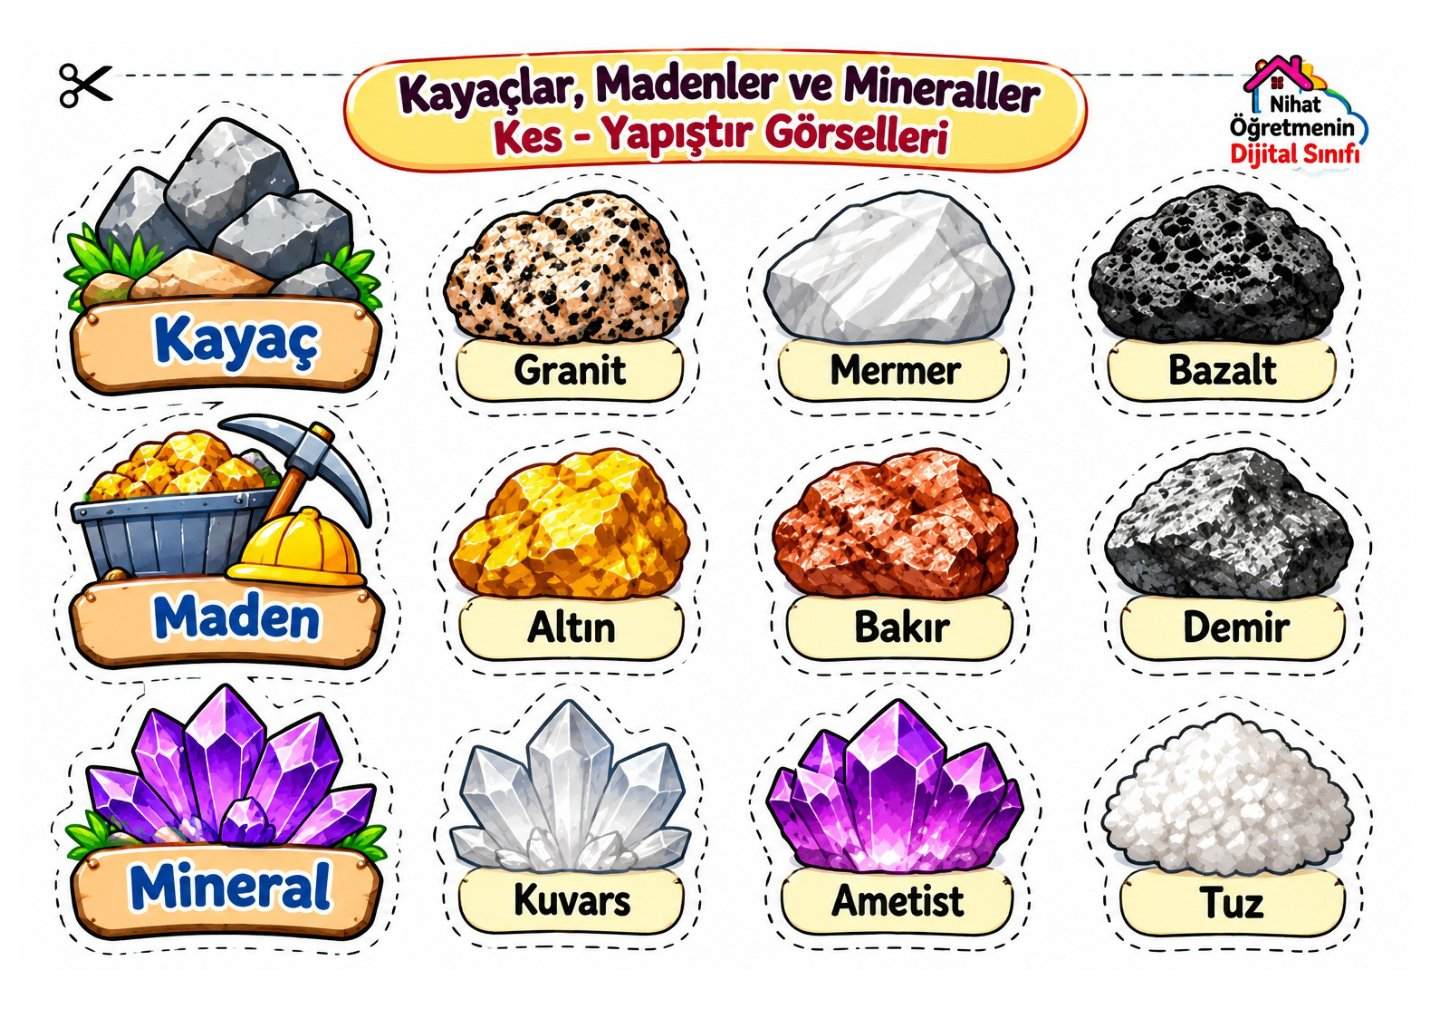 Kayaçlar, Madenler ve Mineraller
Kes - Yapıştır Görselleri
Nihat
Öğretmenin
Dijital Sınıfı
Kayaç
Granit
Mermer
Bazalt
Maden
Altın
Bakır
Demir
Mineral
Kuvars
Ametist
Tuz